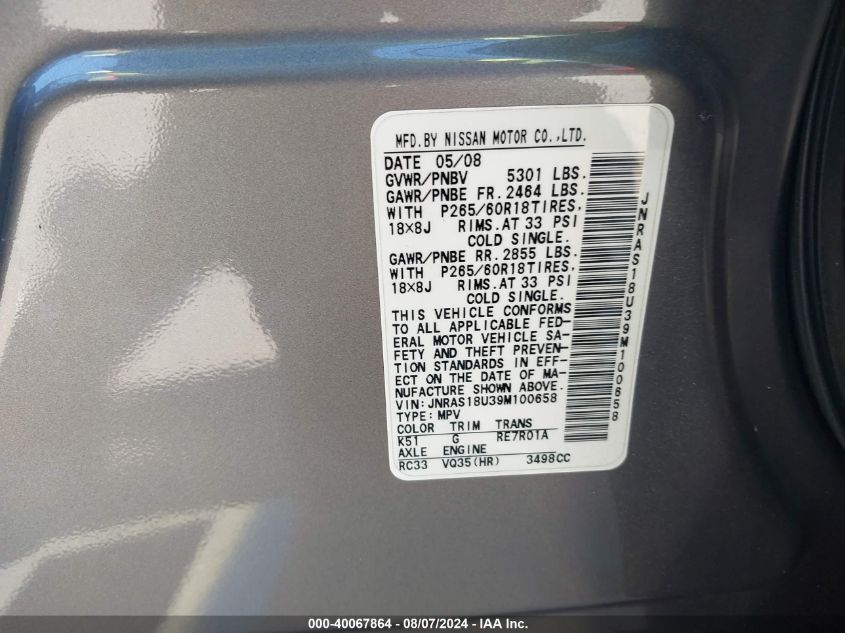 MFD.BY NISSAN MOTOR CO.,LTD.
DATE 05/08
GVWR/PNBV 5301 LBS.
GAWR/PNBE FR. 2464 LBS.
WITH P265/60R18TIRES,
18×8J RIMS.AT 33 PSI
COLD SINGLE.
GAWR/PNBE RR. 2855 LBS.
WITH P265/60R18TIRES,
18×8J RIMS.AT 33 PSI
COLD SINGLE.
THIS VEHICLE CONFORMS
TO ALL APPLICABLE FED-
ERAL MOTOR VEHICLE SA-
FETY AND THEFT PREVEN-
TION STANDARDS IN EFF-
ECT ON THE DATE OF MA-
NUFACTURE SHOWN ABOVE.
VIN: JNRAS18U39M100658
TYPE: MPV
COLOR TRIM TRANS
K51 G RE7R01A
AXLE ENGINE
RC33 VQ35(HR) 3498CC
JNRAS18U39M100658
000-40067864 - 08/07/2024 - IAA Inc.